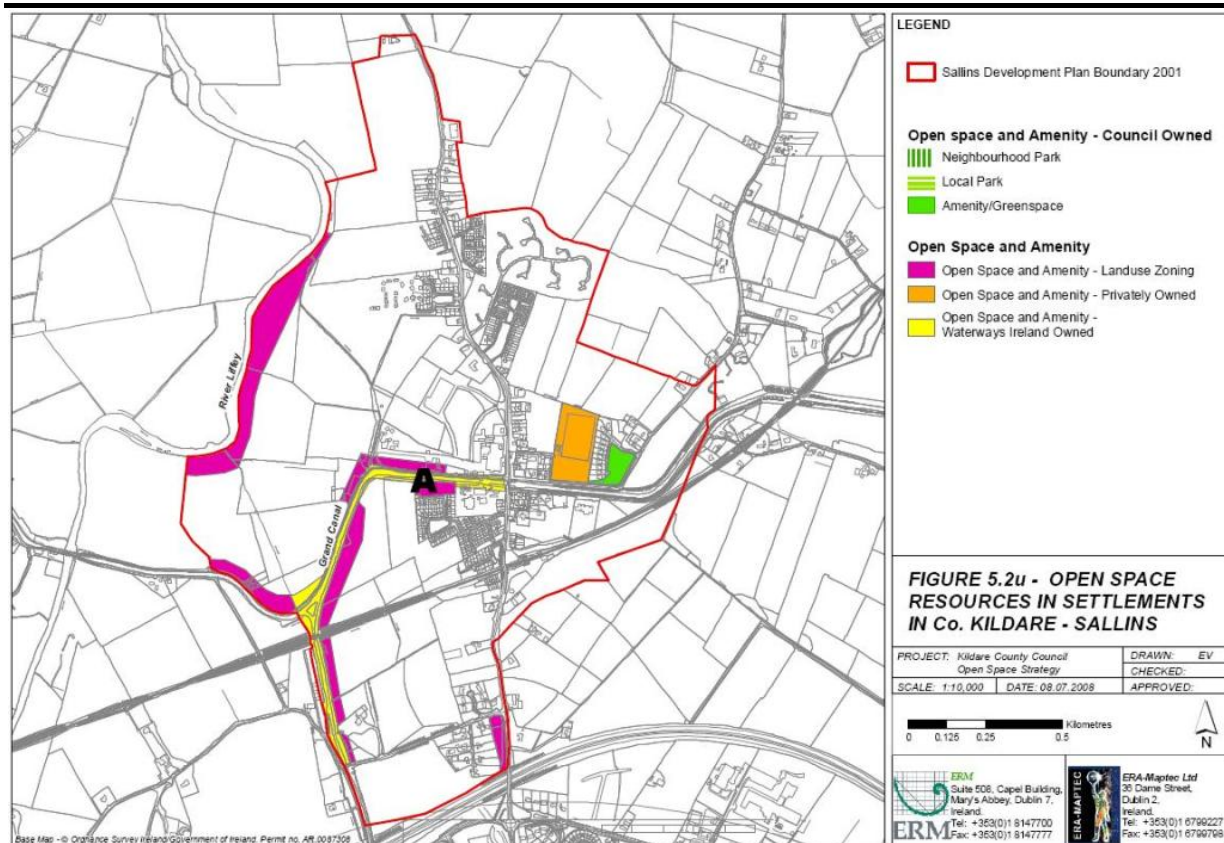 River Liffey
Grand Canal
A
Base Map - © Ordnance Survey Ireland/Government of Ireland. Permit no. AR 0087308
LEGEND
Sallins Development Plan Boundary 2001
Open space and Amenity - Council Owned
Neighbourhood Park
Local Park
Amenity/Greenspace
Open Space and Amenity
Open Space and Amenity - Landuse Zoning
Open Space and Amenity - Privately Owned
Open Space and Amenity -
Waterways Ireland Owned
FIGURE 5.2u - OPEN SPACE
RESOURCES IN SETTLEMENTS
IN Co. KILDARE - SALLINS
PROJECT: Kildare County Council
Open Space Strategy
DRAWN: EV
CHECKED:
SCALE: 1:10,000 DATE: 08.07.2008 APPROVED:
Kilometres
0 0.125 0.25 0.5
N
ERM
ERM
Suite 508, Capel Building,
Mary's Abbey, Dublin 7,
Ireland.
Tel: +353(0)1 8147700
Fax: +353(0)1 8147777
ERA-MAPTEC
ERA-Maptec Ltd
36 Dame Street,
Dublin 2,
Ireland.
Tel: +353(0)1 6799227
Fax: +353(0)1 6799798